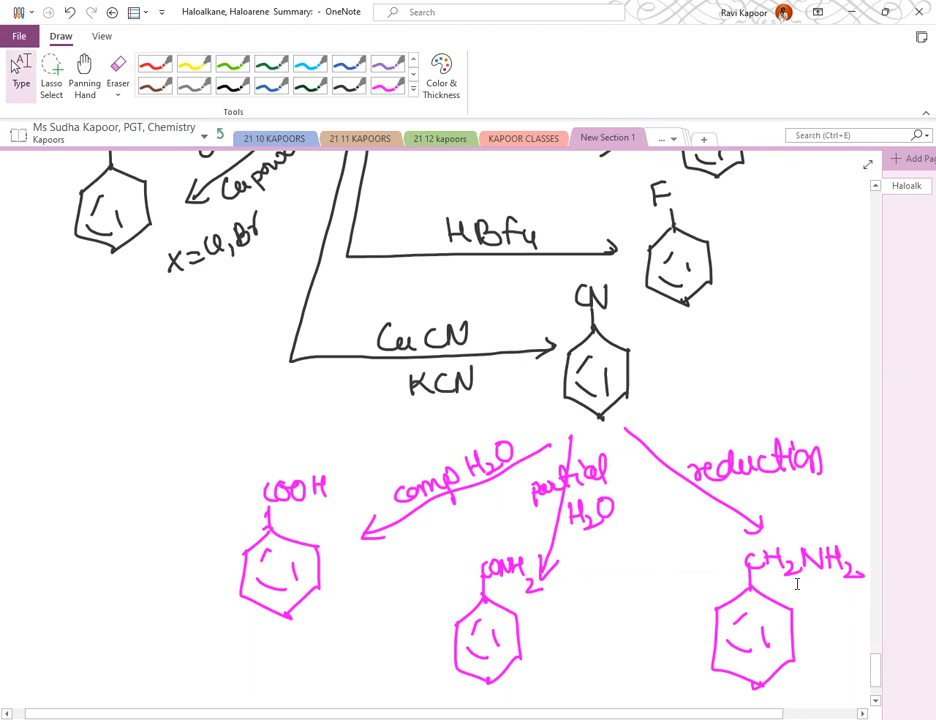 Haloalkane, Haloarene Summary: - OneNote
Search
Ravi Kapoor
File
Draw
View
Type
Lasso Select
Panning Hand
Eraser
Color & Thickness
Tools
Ms Sudha Kapoor, PGT, Chemistry
Kapoors
21 10 KAPOORS
21 11 KAPOORS
21 12 kapoors
KAPOOR CLASSES
New Section 1
...
Search (Ctrl+E)
Add Pag
Haloalk
Cu pow
X=Cl, Br
HBF4
F
CN
CuCN
KCN
comp H2O
partial
H2O
reduction
COOH
CONH2
CH2NH2